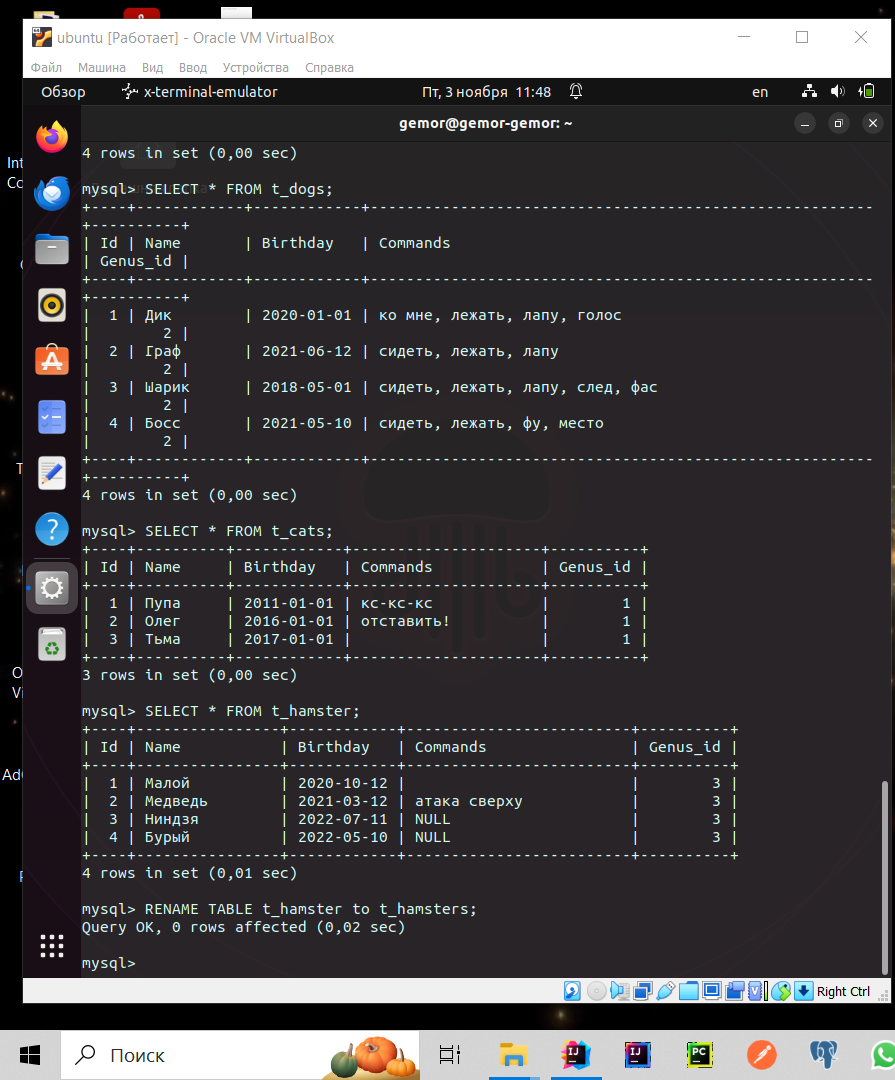 ubuntu [Работает] - Oracle VM VirtualBox
Файл Машина Вид Ввод Устройства Справка
Обзор x-terminal-emulator Пт, 3 ноября 11:48 en
gemor@gemor-gemor: ~
4 rows in set (0,00 sec)
mysql> SELECT * FROM t_dogs;
+----+------------+------------+--------------------------------------------------------
+----------+
| Id | Name | Birthday | Commands
| Genus_id |
+----+------------+------------+--------------------------------------------------------
+----------+
| 1 | Дик | 2020-01-01 | ко мне, лежать, лапу, голос
| 2 |
| 2 | Граф | 2021-06-12 | сидеть, лежать, лапу
| 2 |
| 3 | Шарик | 2018-05-01 | сидеть, лежать, лапу, след, фас
| 2 |
| 4 | Босс | 2021-05-10 | сидеть, лежать, фу, место
| 2 |
+----+------------+------------+--------------------------------------------------------
+----------+
4 rows in set (0,00 sec)
mysql> SELECT * FROM t_cats;
+----+----------+------------+---------------------+----------+
| Id | Name | Birthday | Commands | Genus_id |
+----+----------+------------+---------------------+----------+
| 1 | Пупа | 2011-01-01 | кс-кс-кс | 1 |
| 2 | Олег | 2016-01-01 | отставить! | 1 |
| 3 | Тьма | 2017-01-01 | | 1 |
+----+----------+------------+---------------------+----------+
3 rows in set (0,00 sec)
mysql> SELECT * FROM t_hamster;
+----+----------------+------------+-------------------------+----------+
| Id | Name | Birthday | Commands | Genus_id |
+----+----------------+------------+-------------------------+----------+
| 1 | Малой | 2020-10-12 | | 3 |
| 2 | Медведь | 2021-03-12 | атака сверху | 3 |
| 3 | Ниндзя | 2022-07-11 | NULL | 3 |
| 4 | Бурый | 2022-05-10 | NULL | 3 |
+----+----------------+------------+-------------------------+----------+
4 rows in set (0,01 sec)
mysql> RENAME TABLE t_hamster to t_hamsters;
Query OK, 0 rows affected (0,02 sec)
mysql>
Right Ctrl
Поиск